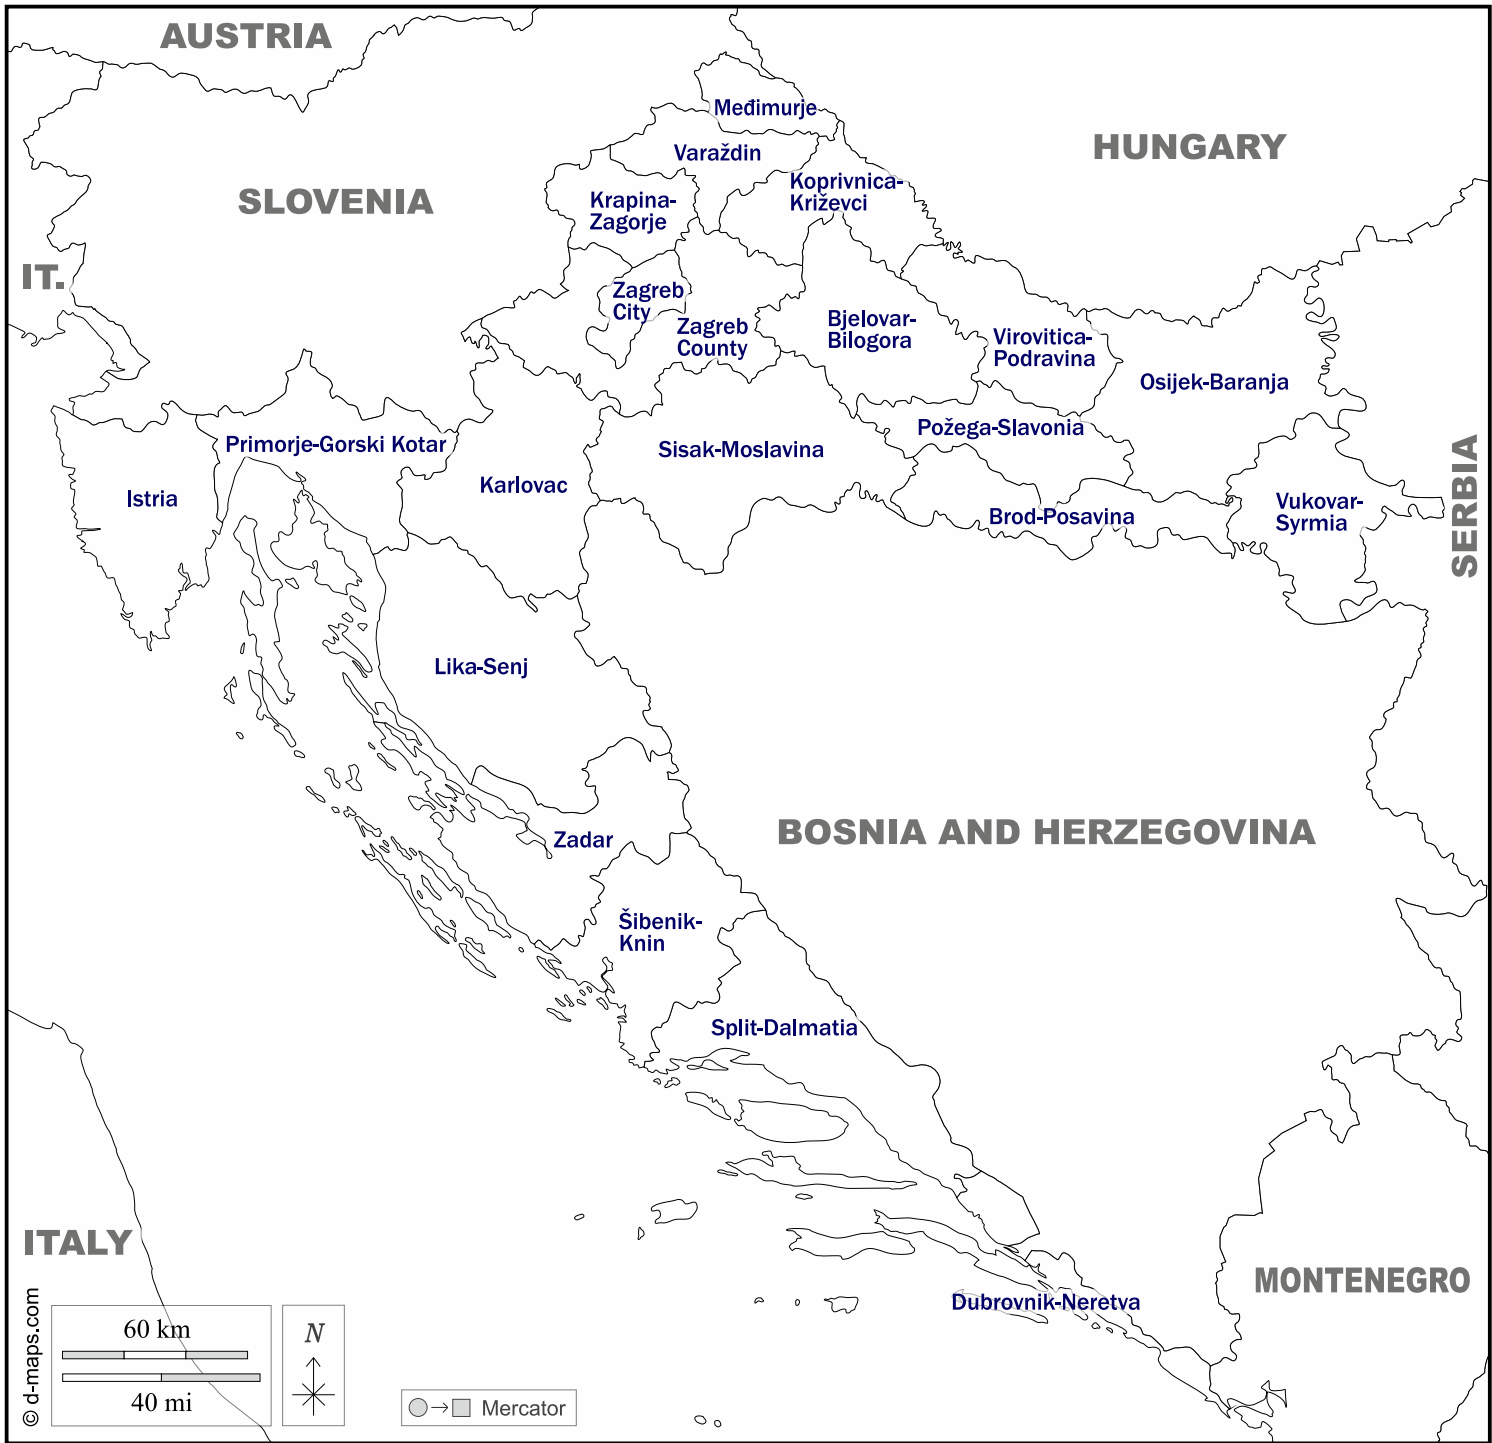 AUSTRIA
Međimurje
HUNGARY
Varaždin
Koprivnica-
Križevci
SLOVENIA
Krapina-
Zagorje
IT.
Zagreb
City
Zagreb
County
Bjelovar-
Bilogora
Virovitica-
Podravina
Osijek-Baranja
Požega-Slavonia
Primorje-Gorski Kotar
Sisak-Moslavina
Karlovac
Istria
Vukovar-
Syrmia
Brod-Posavina
SERBIA
Lika-Senj
BOSNIA AND HERZEGOVINA
Zadar
Šibenik-
Knin
Split-Dalmatia
ITALY
MONTENEGRO
Dubrovnik-Neretva
© d-maps.com
60 km
40 mi
N
Mercator